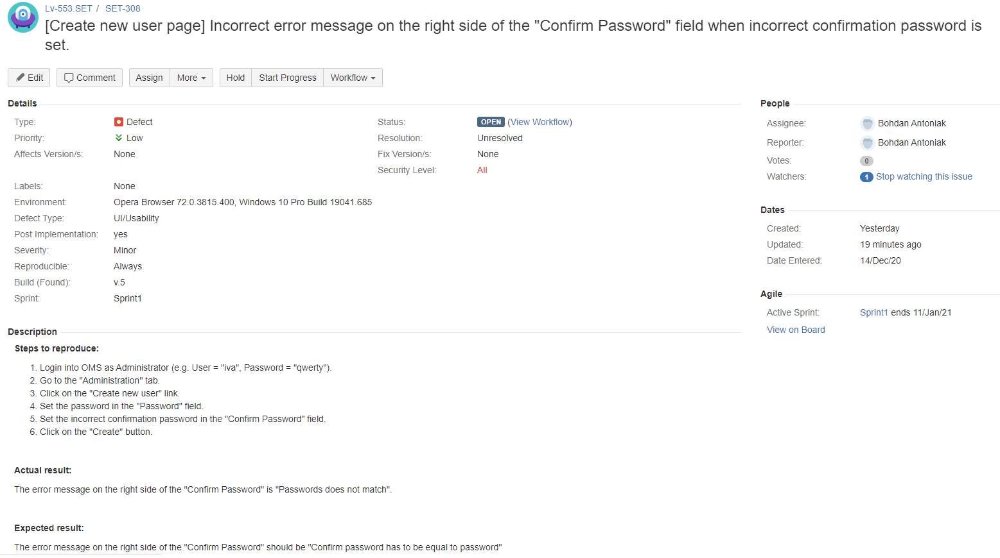 Lv-553.SET / SET-308
[Create new user page] Incorrect error message on the right side of the "Confirm Password" field when incorrect confirmation password is
set.
Edit Comment Assign More Hold Start Progress Workflow
Details
Type: Defect
Status: OPEN (View Workflow)
Priority: Low
Resolution: Unresolved
Affects Version/s: None
Fix Version/s: None
Security Level: All
Labels: None
Environment: Opera Browser 72.0.3815.400, Windows 10 Pro Build 19041.685
Defect Type: UI/Usability
Post Implementation: yes
Severity: Minor
Reproducible: Always
Build (Found): v.5
Sprint: Sprint1
Description
Steps to reproduce:
1. Login into OMS as Administrator (e.g. User = "iva", Password = "qwerty").
2. Go to the "Administration" tab.
3. Click on the "Create new user" link.
4. Set the password in the "Password" field.
5. Set the incorrect confirmation password in the "Confirm Password" field.
6. Click on the "Create" button.
Actual result:
The error message on the right side of the "Confirm Password" is "Passwords does not match".
Expected result:
The error message on the right side of the "Confirm Password" should be "Confirm password has to be equal to password"
People
Assignee: Bohdan Antoniak
Reporter: Bohdan Antoniak
Votes: 0
Watchers: 1 Stop watching this issue
Dates
Created: Yesterday
Updated: 19 minutes ago
Date Entered: 14/Dec/20
Agile
Active Sprint: Sprint1 ends 11/Jan/21
View on Board